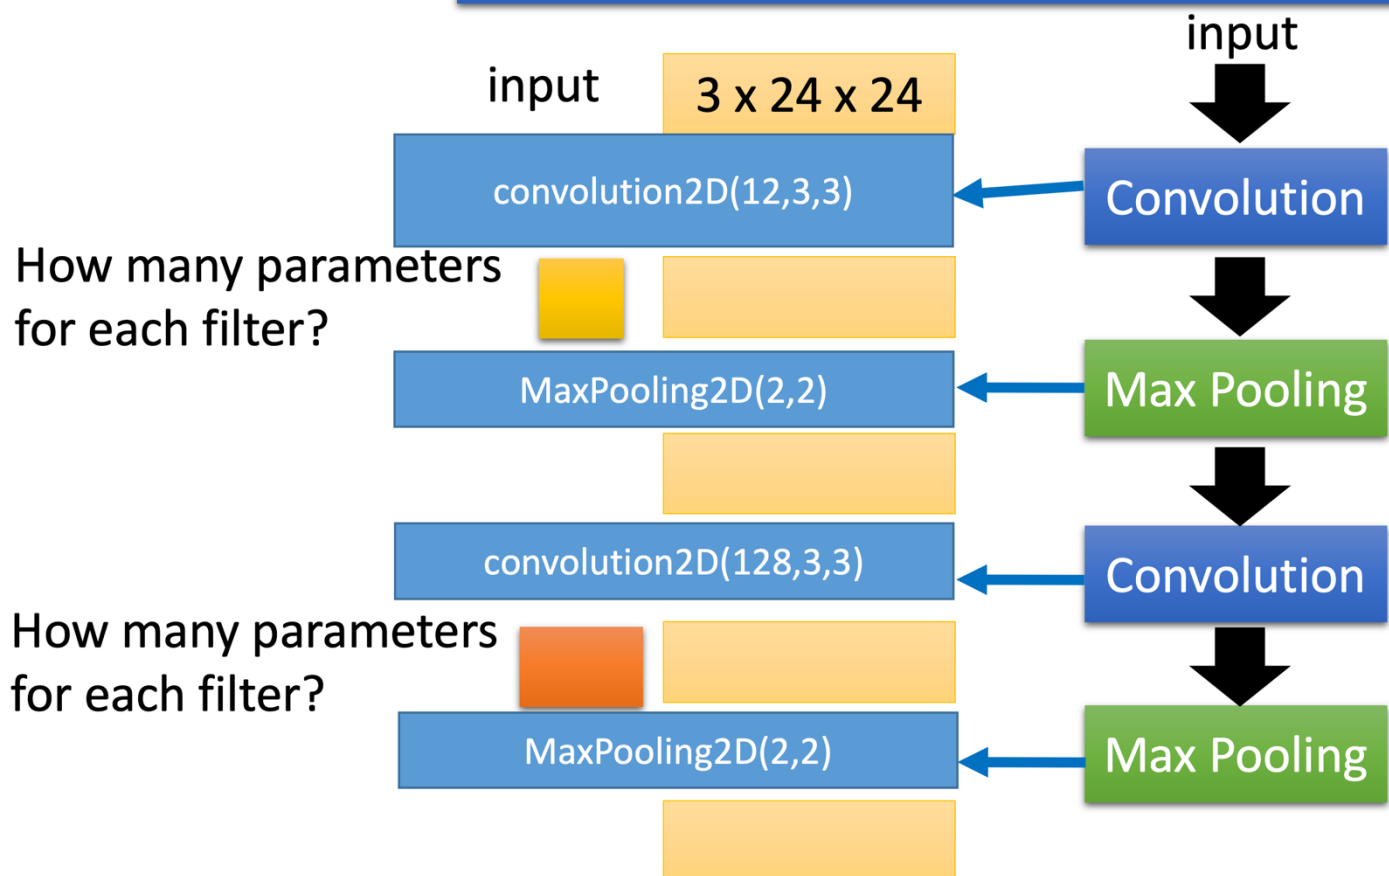 input
input
3 x 24 x 24
convolution2D(12,3,3)
Convolution
How many parameters
for each filter?
MaxPooling2D(2,2)
Max Pooling
convolution2D(128,3,3)
Convolution
How many parameters
for each filter?
MaxPooling2D(2,2)
Max Pooling